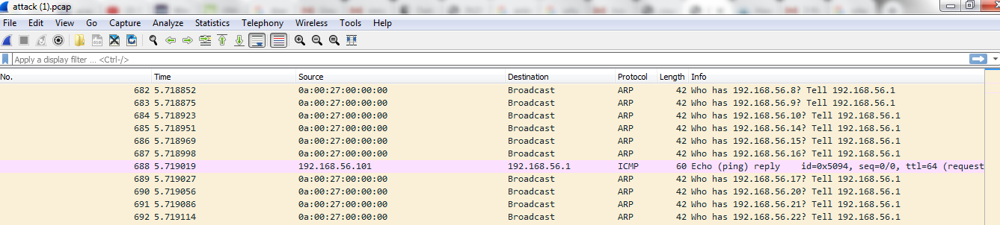 attack (1).pcap
File Edit View Go Capture Analyze Statistics Telephony Wireless Tools Help
Apply a display filter ... <Ctrl-/>
No. Time Source Destination Protocol Length Info
682 5.718852 0a:00:27:00:00:00 Broadcast ARP 42 Who has 192.168.56.8? Tell 192.168.56.1
683 5.718875 0a:00:27:00:00:00 Broadcast ARP 42 Who has 192.168.56.9? Tell 192.168.56.1
684 5.718923 0a:00:27:00:00:00 Broadcast ARP 42 Who has 192.168.56.10? Tell 192.168.56.1
685 5.718951 0a:00:27:00:00:00 Broadcast ARP 42 Who has 192.168.56.14? Tell 192.168.56.1
686 5.718969 0a:00:27:00:00:00 Broadcast ARP 42 Who has 192.168.56.15? Tell 192.168.56.1
687 5.718998 0a:00:27:00:00:00 Broadcast ARP 42 Who has 192.168.56.16? Tell 192.168.56.1
688 5.719019 192.168.56.101 192.168.56.1 ICMP 60 Echo (ping) reply id=0x5094, seq=0/0, ttl=64 (request
689 5.719027 0a:00:27:00:00:00 Broadcast ARP 42 Who has 192.168.56.17? Tell 192.168.56.1
690 5.719056 0a:00:27:00:00:00 Broadcast ARP 42 Who has 192.168.56.20? Tell 192.168.56.1
691 5.719086 0a:00:27:00:00:00 Broadcast ARP 42 Who has 192.168.56.21? Tell 192.168.56.1
692 5.719114 0a:00:27:00:00:00 Broadcast ARP 42 Who has 192.168.56.22? Tell 192.168.56.1